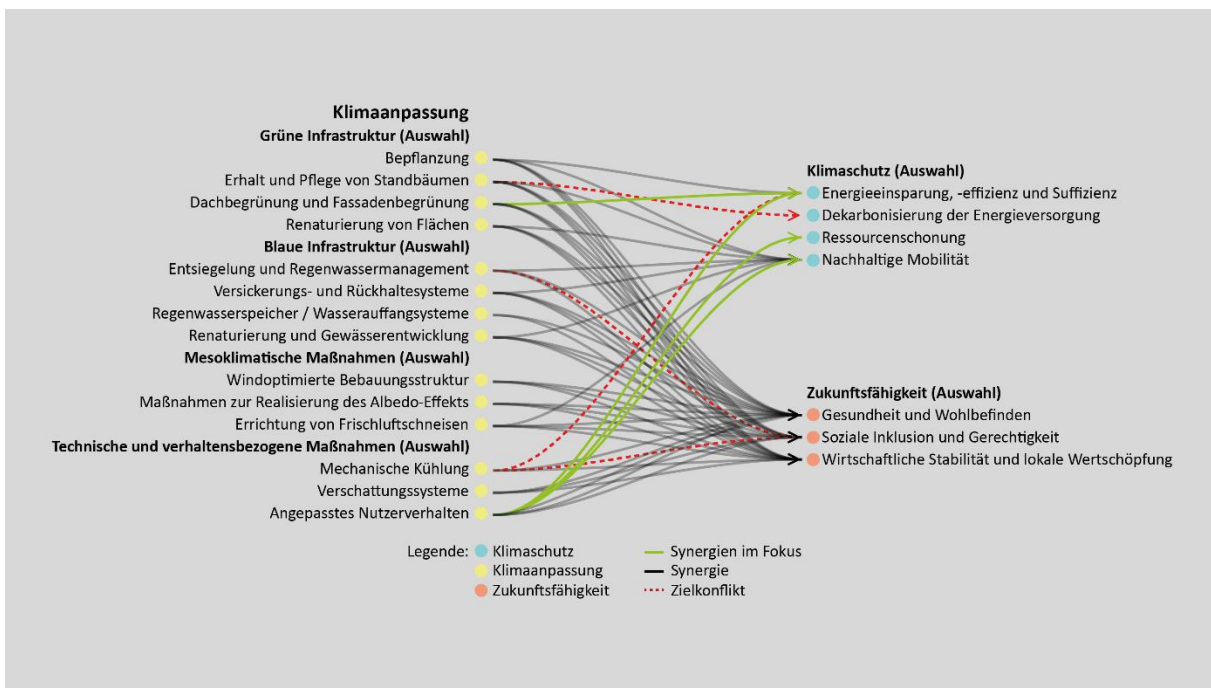 Klimaanpassung
Grüne Infrastruktur (Auswahl)
Bepflanzung
Erhalt und Pflege von Standbäumen
Dachbegrünung und Fassadenbegrünung
Renaturierung von Flächen
Blaue Infrastruktur (Auswahl)
Entsiegelung und Regenwassermanagement
Versickerungs- und Rückhaltesysteme
Regenwasserspeicher / Wasserauffangsysteme
Renaturierung und Gewässerentwicklung
Mesoklimatische Maßnahmen (Auswahl)
Windoptimierte Bebauungsstruktur
Maßnahmen zur Realisierung des Albedo-Effekts
Errichtung von Frischluftschneisen
Technische und verhaltensbezogene Maßnahmen (Auswahl)
Mechanische Kühlung
Verschattungssysteme
Angepasstes Nutzerverhalten
Klimaschutz (Auswahl)
Energieeinsparung, -effizienz und Suffizienz
Dekarbonisierung der Energieversorgung
Ressourcenschonung
Nachhaltige Mobilität
Zukunftsfähigkeit (Auswahl)
Gesundheit und Wohlbefinden
Soziale Inklusion und Gerechtigkeit
Wirtschaftliche Stabilität und lokale Wertschöpfung
Legende:
Klimaschutz
Klimaanpassung
Zukunftsfähigkeit
Synergien im Fokus
Synergie
Zielkonflikt